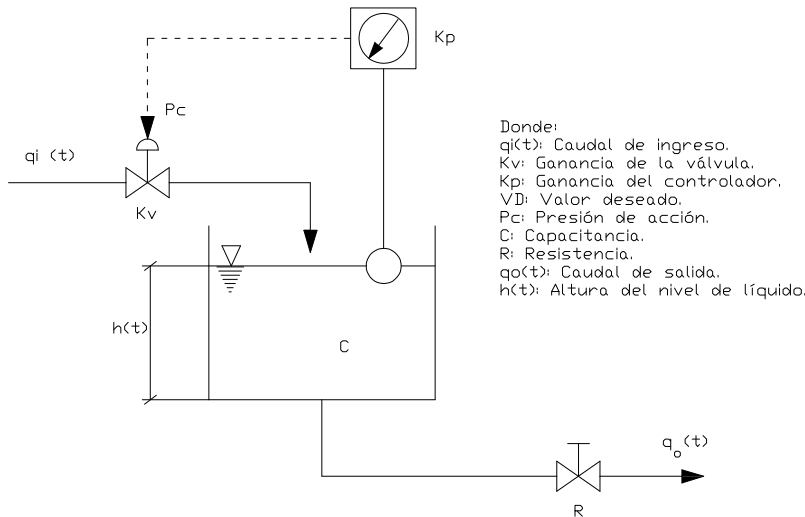 Kp
Pc
qi (t)
Kv
Donde:
qi(t): Caudal de ingreso.
Kv: Ganancia de la válvula.
Kp: Ganancia del controlador.
VD: Valor deseado.
Pc: Presión de acción.
C: Capacitancia.
R: Resistencia.
qo(t): Caudal de salida.
h(t): Altura del nivel de líquido.
h(t)
C
qo(t)
R